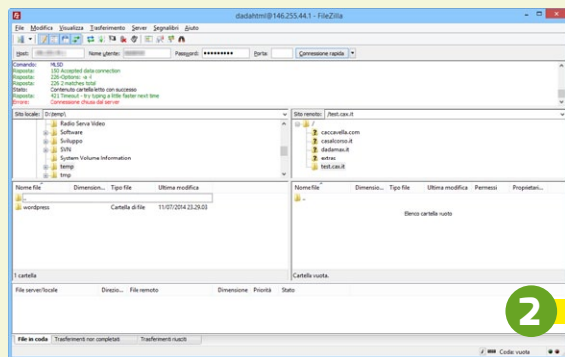 dadahtml@146.255.44.1 - FileZilla
File Modifica Visualizza Trasferimento Server Segnalibri Aiuto
Host: Nome utente: Password: ●●●●●●●●● Porta: Connessione rapida
Comando: MLSD
Risposta: 150 Accepted data connection
Risposta: 226-Options: -a -l
Risposta: 226 2 matches total
Stato: Contenuto cartella letto con successo
Risposta: 421 Timeout - try typing a little faster next time
Errore: Connessione chiusa dal server
Sito locale: D:\temp\
Radio Serva Video
Software
Sviluppo
SVN
System Volume Information
temp
tmp
Sito remoto: /test.cav.it
/
caccavella.com
casalcorso.it
dadamax.it
extras
test.cav.it
Nome file Dimension... Tipo file Ultima modifica
..
wordpress Cartella di file 11/07/2014 23.29.03
1 cartella
Nome file Dimensio... Tipo file Ultima modifica Permessi Proprietari...
..
Elenco cartella vuoto
Cartella vuota.
File server/locale Direzio... File remoto Dimensione Priorità Stato
File in coda Trasferimenti non completati Trasferimenti riusciti
Coda: vuota
2